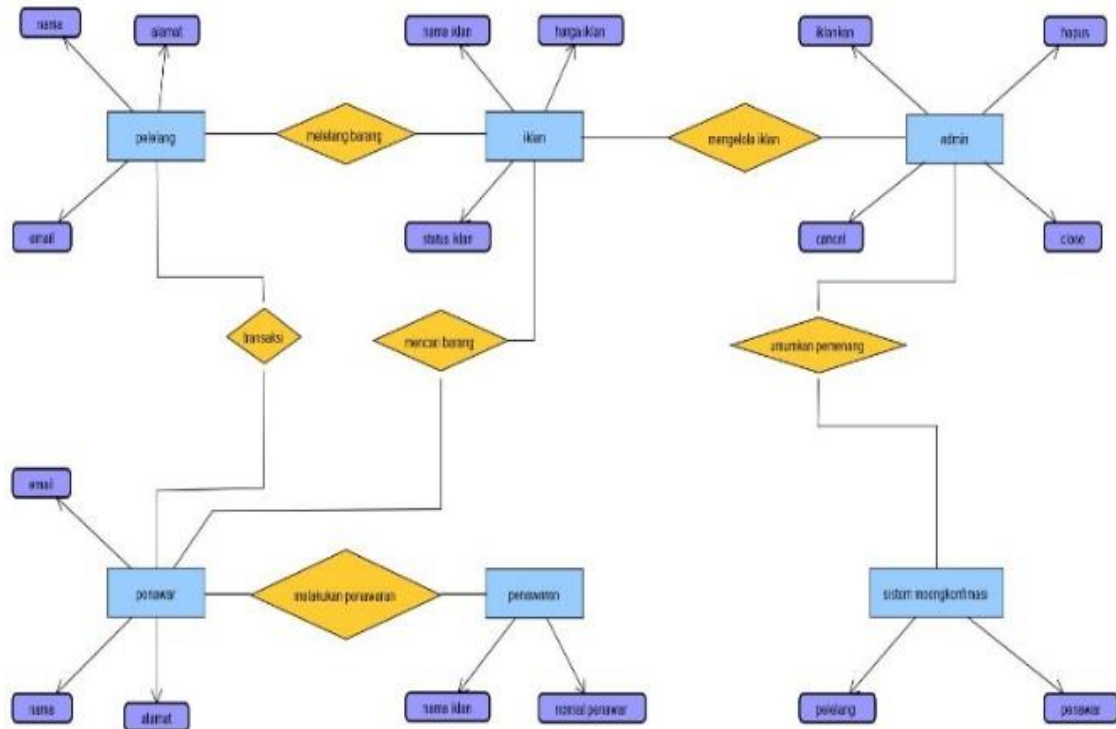 nama
alamat
nama iklan
harga iklan
iklankan
hapus
pelelang
melelang barang
iklan
mengelola iklan
admin
email
status iklan
cancel
close
transaksi
mencari barang
umumkan pemenang
email
penawar
melakukan penawaran
penawaran
sistem
nama
alamat
nama iklan
penawar
pelelang
penawar